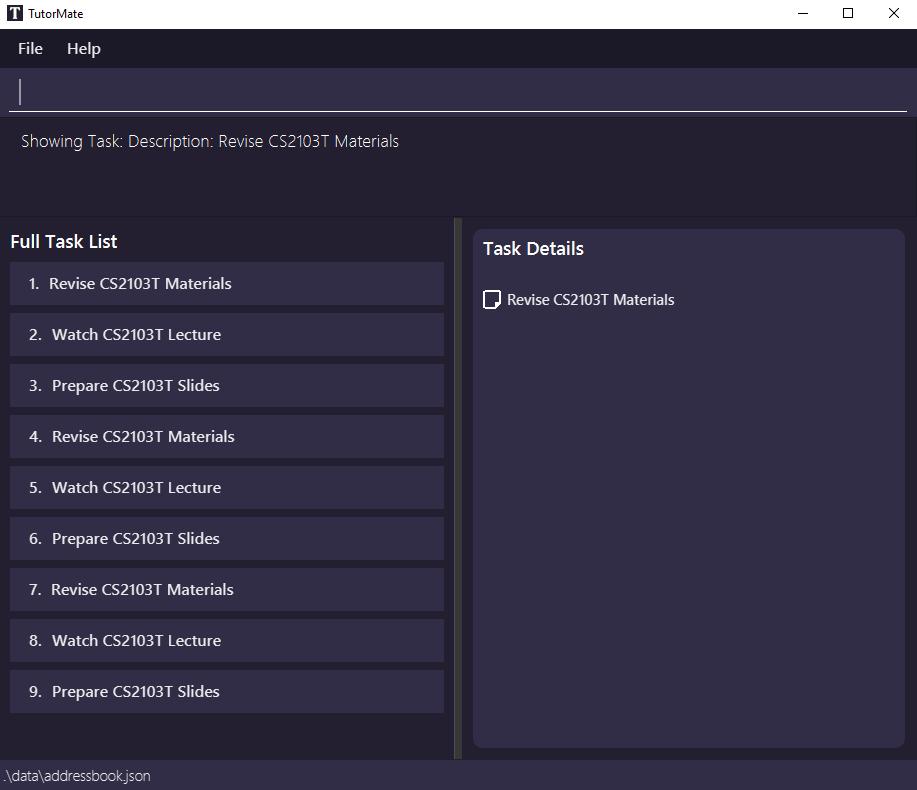 T TutorMate
File Help
Showing Task: Description: Revise CS2103T Materials
Full Task List
1. Revise CS2103T Materials
2. Watch CS2103T Lecture
3. Prepare CS2103T Slides
4. Revise CS2103T Materials
5. Watch CS2103T Lecture
6. Prepare CS2103T Slides
7. Revise CS2103T Materials
8. Watch CS2103T Lecture
9. Prepare CS2103T Slides
Task Details
Revise CS2103T Materials
.\data\addressbook.json